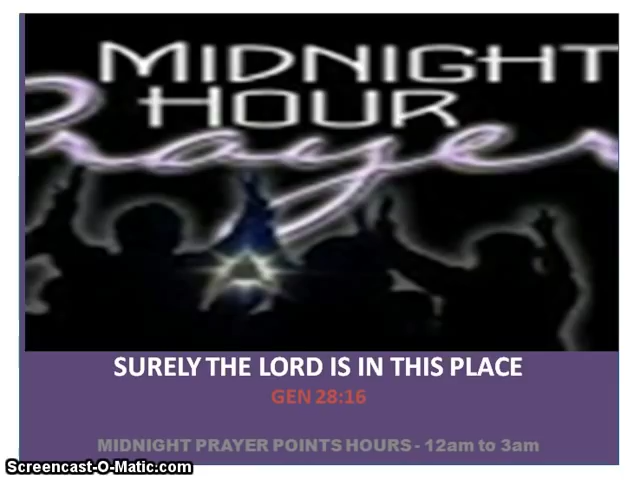 MIDNIGHT
HOUR
Prayer
SURELY THE LORD IS IN THIS PLACE
GEN 28:16
MIDNIGHT PRAYER POINTS HOURS - 12am to 3am
Screencast-O-Matic.com